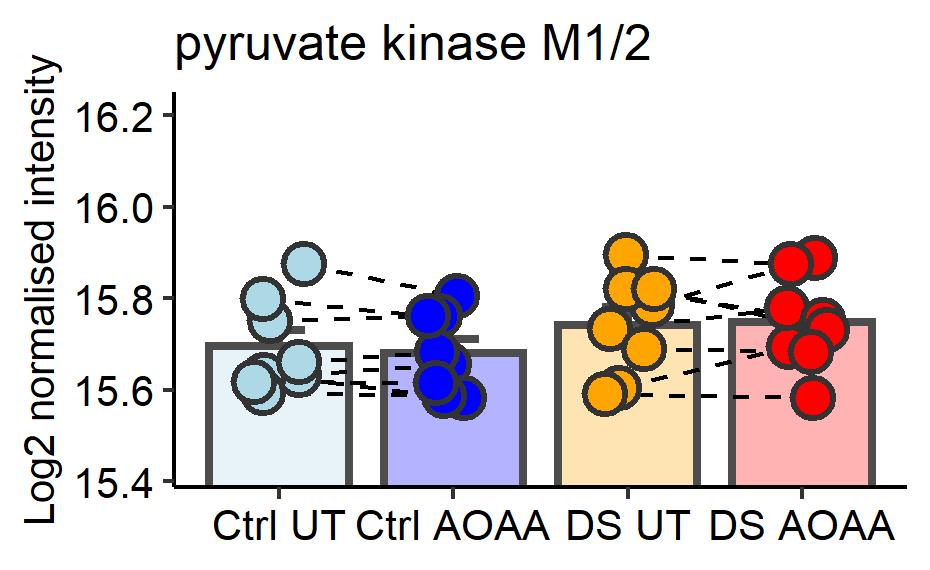 pyruvate kinase M1/2
Log2 normalised intensity
16.2
16.0
15.8
15.6
15.4
Ctrl UT Ctrl AOAA DS UT DS AOAA